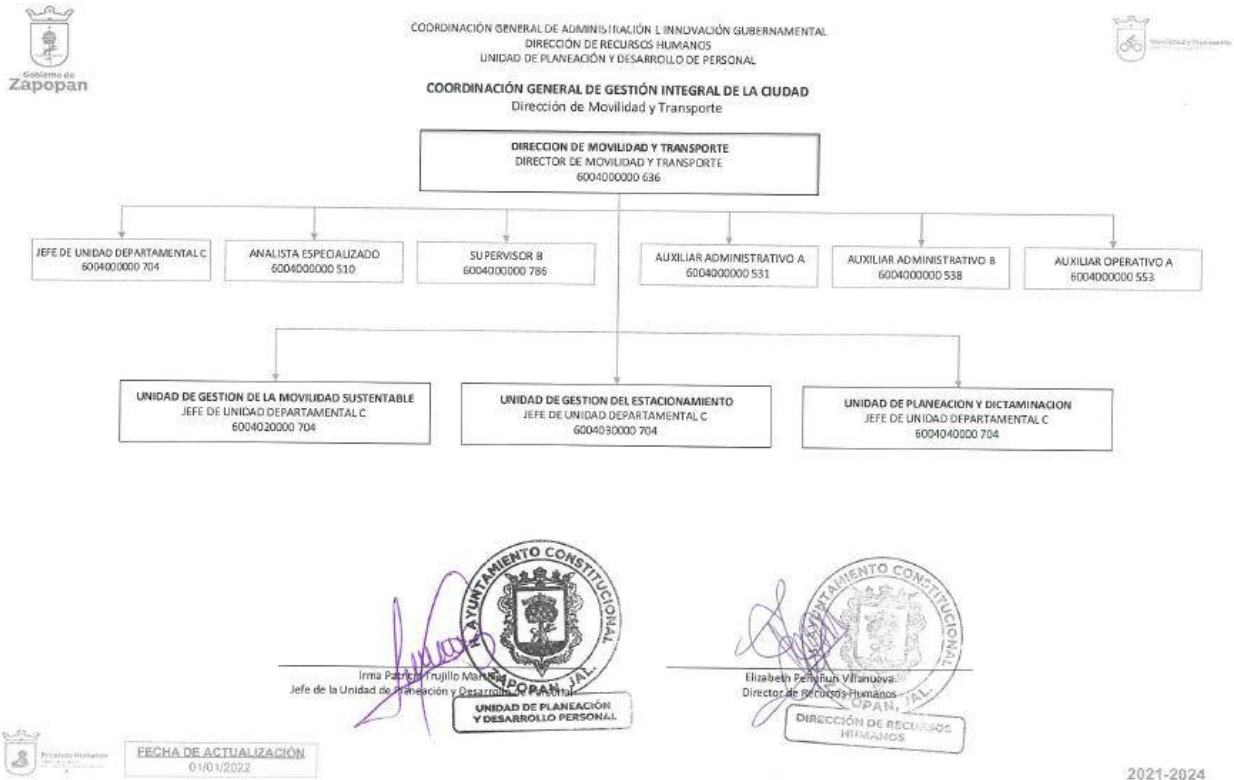 Gobierno de
Zapopan
COORDINACIÓN GENERAL DE ADMINISTRACIÓN E INNOVACIÓN GUBERNAMENTAL
DIRECCIÓN DE RECURSOS HUMANOS
UNIDAD DE PLANEACIÓN Y DESARROLLO DE PERSONAL
Movilidad y Transporte
COORDINACIÓN GENERAL DE GESTIÓN INTEGRAL DE LA CIUDAD
Dirección de Movilidad y Transporte
DIRECCION DE MOVILIDAD Y TRANSPORTE
DIRECTOR DE MOVILIDAD Y TRANSPORTE
6004000000 636
JEFE DE UNIDAD DEPARTAMENTAL C
6004000000 704
ANALISTA ESPECIALIZADO
6004000000 510
SUPERVISOR B
6004000000 786
AUXILIAR ADMINISTRATIVO A
6004000000 531
AUXILIAR ADMINISTRATIVO B
6004000000 538
AUXILIAR OPERATIVO A
6004000000 553
UNIDAD DE GESTION DE LA MOVILIDAD SUSTENTABLE
JEFE DE UNIDAD DEPARTAMENTAL C
6004020000 704
UNIDAD DE GESTION DEL ESTACIONAMIENTO
JEFE DE UNIDAD DEPARTAMENTAL C
6004030000 704
UNIDAD DE PLANEACION Y DICTAMINACION
JEFE DE UNIDAD DEPARTAMENTAL C
6004040000 704
H. AYUNTAMIENTO CONSTITUCIONAL
ZAPOPAN, JAL.
Irma Patricia Trujillo
Jefe de la Unidad de Planeación y Desarrollo de Personal
UNIDAD DE PLANEACIÓN
Y DESARROLLO PERSONAL
AYUNTAMIENTO CONSTITUCIONAL
OPAN, JAL.
Elizabeth Peñuñuri Villanueva
Director de Recursos Humanos
DIRECCIÓN DE RECURSOS
HUMANOS
Recursos Humanos
FECHA DE ACTUALIZACIÓN
01/01/2022
2021-2024